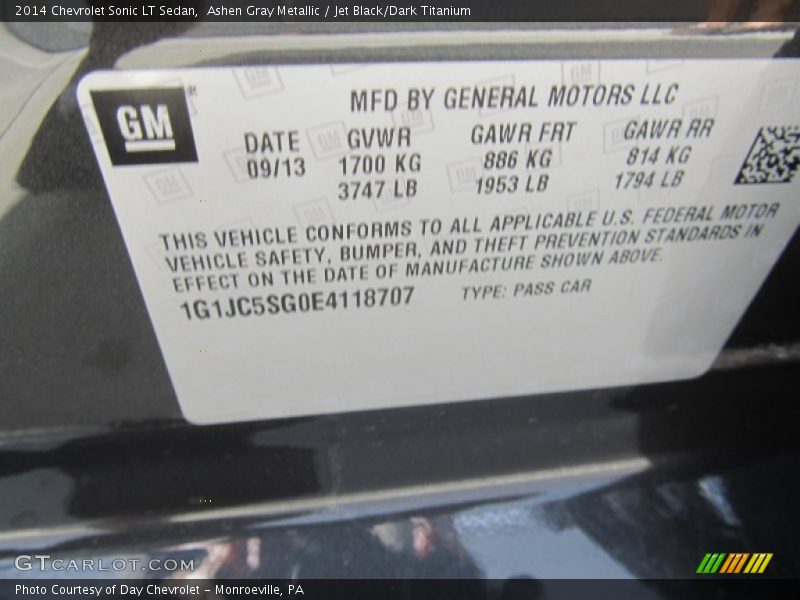 2014 Chevrolet Sonic LT Sedan, Ashen Gray Metallic / Jet Black/Dark Titanium
GM
MFD BY GENERAL MOTORS LLC
DATE GVWR GAWR FRT GAWR RR
09/13 1700 KG 886 KG 814 KG
3747 LB 1953 LB 1794 LB
THIS VEHICLE CONFORMS TO ALL APPLICABLE U.S. FEDERAL MOTOR
VEHICLE SAFETY, BUMPER, AND THEFT PREVENTION STANDARDS IN
EFFECT ON THE DATE OF MANUFACTURE SHOWN ABOVE.
1G1JC5SG0E4118707 TYPE: PASS CAR
GTCARLOT.COM
Photo Courtesy of Day Chevrolet - Monroeville, PA